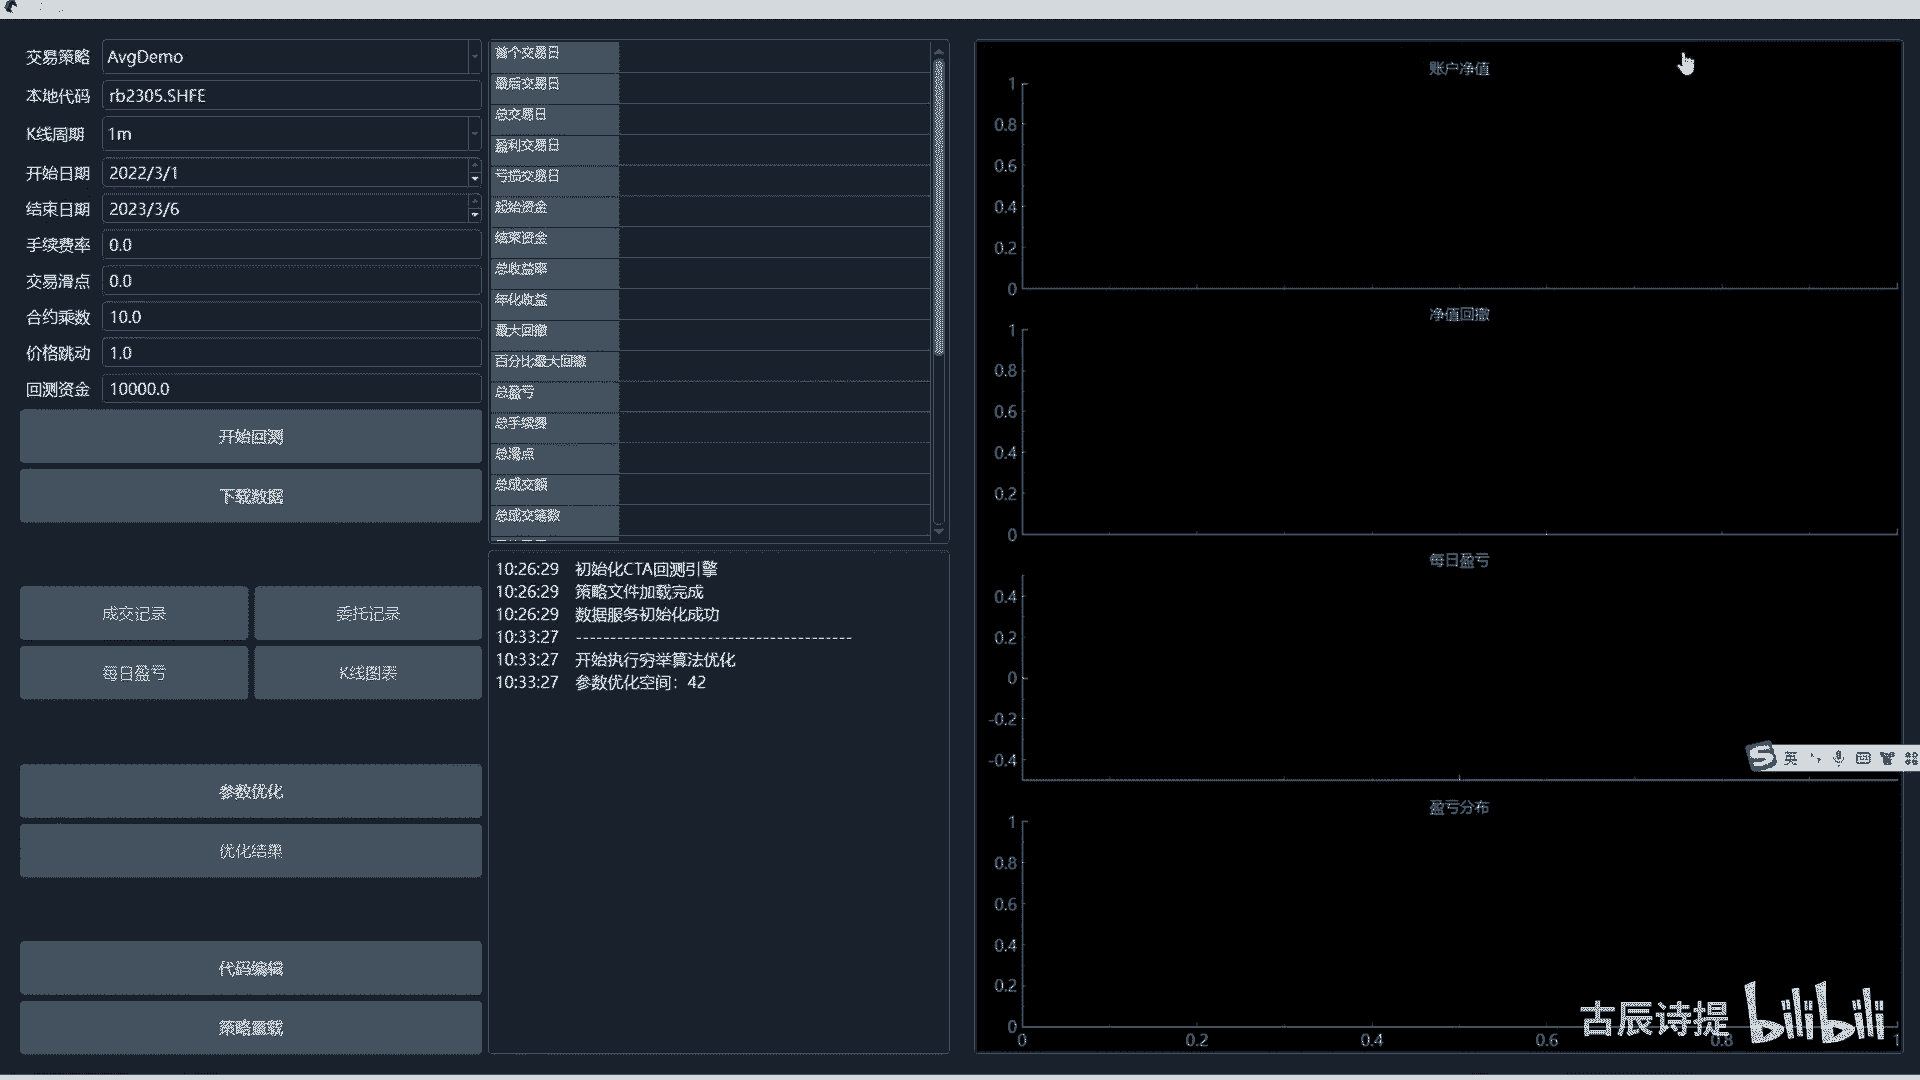 交易策略 AvgDemo
本地代码 rb2305.SHFE
K线周期 1m
开始日期 2022/3/1
结束日期 2023/3/6
手续费率 0.0
交易滑点 0.0
合约乘数 10.0
价格跳动 1.0
回测资金 10000.0
开始回测
下载数据
成交记录 委托记录
每日盈亏 K线图表
参数优化
优化结果
代码编辑
策略重载
首个交易日
最后交易日
总交易日
盈利交易日
亏损交易日
起始资金
结束资金
总收益率
年化收益
最大回撤
百分比最大回撤
总盈亏
总手续费
总滑点
总成交额
总成交笔数
10:26:29 初始化CTA回测引擎
10:26:29 策略文件加载完成
10:26:29 数据服务初始化成功
10:33:27 ----------------------------------------
10:33:27 开始执行穷举算法优化
10:33:27 参数优化空间：42
账户净值
1
0.8
0.6
0.4
0.2
0
净值回撤
1
0.8
0.6
0.4
0.2
0
每日盈亏
0.4
0.2
0
-0.2
-0.4
英
盈亏分布
1
0.8
0.6
0.4
0.2
0
0 0.2 0.4 0.6 0.8 1
古辰诗提 bilibili